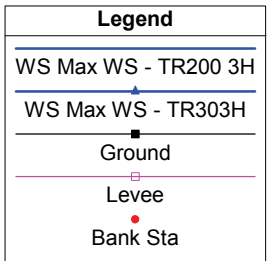 Legend
WS Max WS - TR200 3H
WS Max WS - TR303H
Ground
Levee
Bank Sta